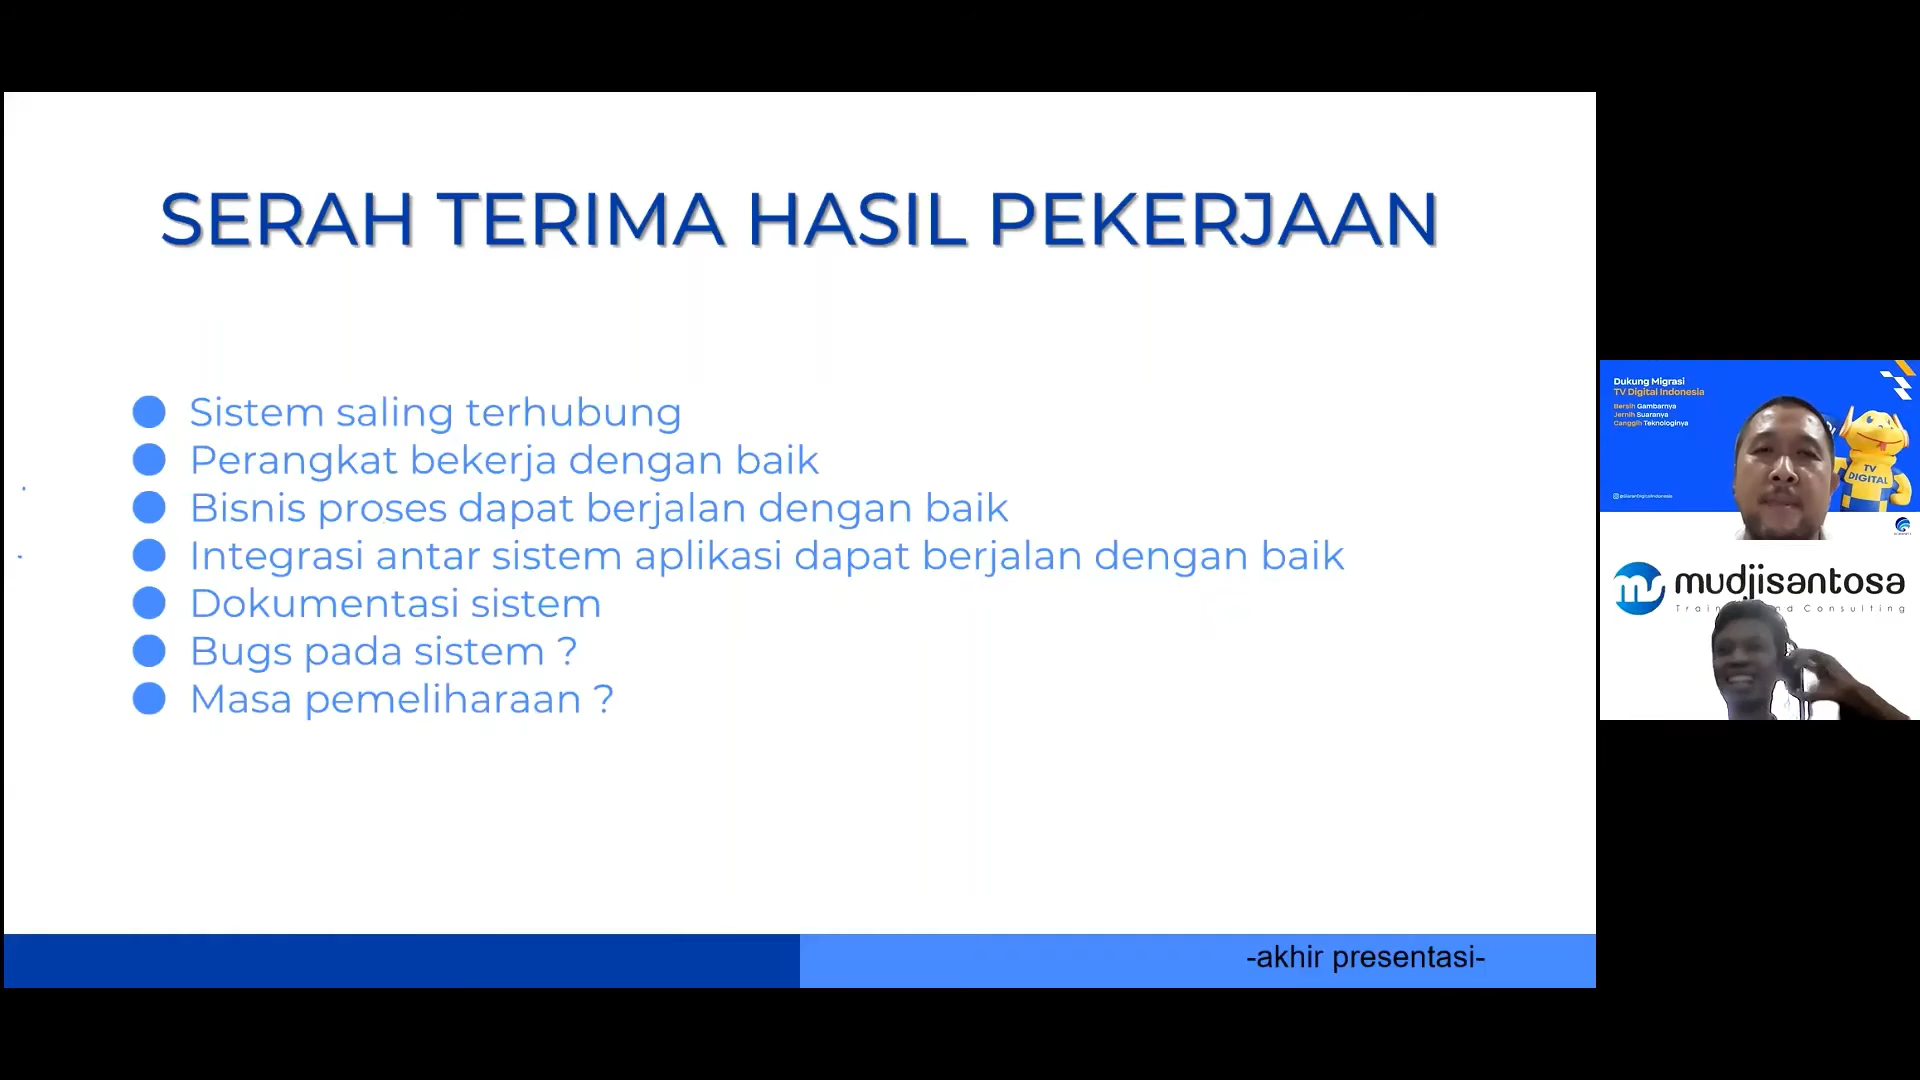 SERAH TERIMA HASIL PEKERJAAN
Sistem saling terhubung
Perangkat bekerja dengan baik
Bisnis proses dapat berjalan dengan baik
Integrasi antar sistem aplikasi dapat berjalan dengan baik
Dokumentasi sistem
Bugs pada sistem ?
Masa pemeliharaan ?
-akhir presentasi-
Dukung Migrasi
TV Digital Indonesia
Bersih Gambarnya
Jernih Suaranya
Canggih Teknologinya
TV
DIGITAL
mudjisantosa
Consulting